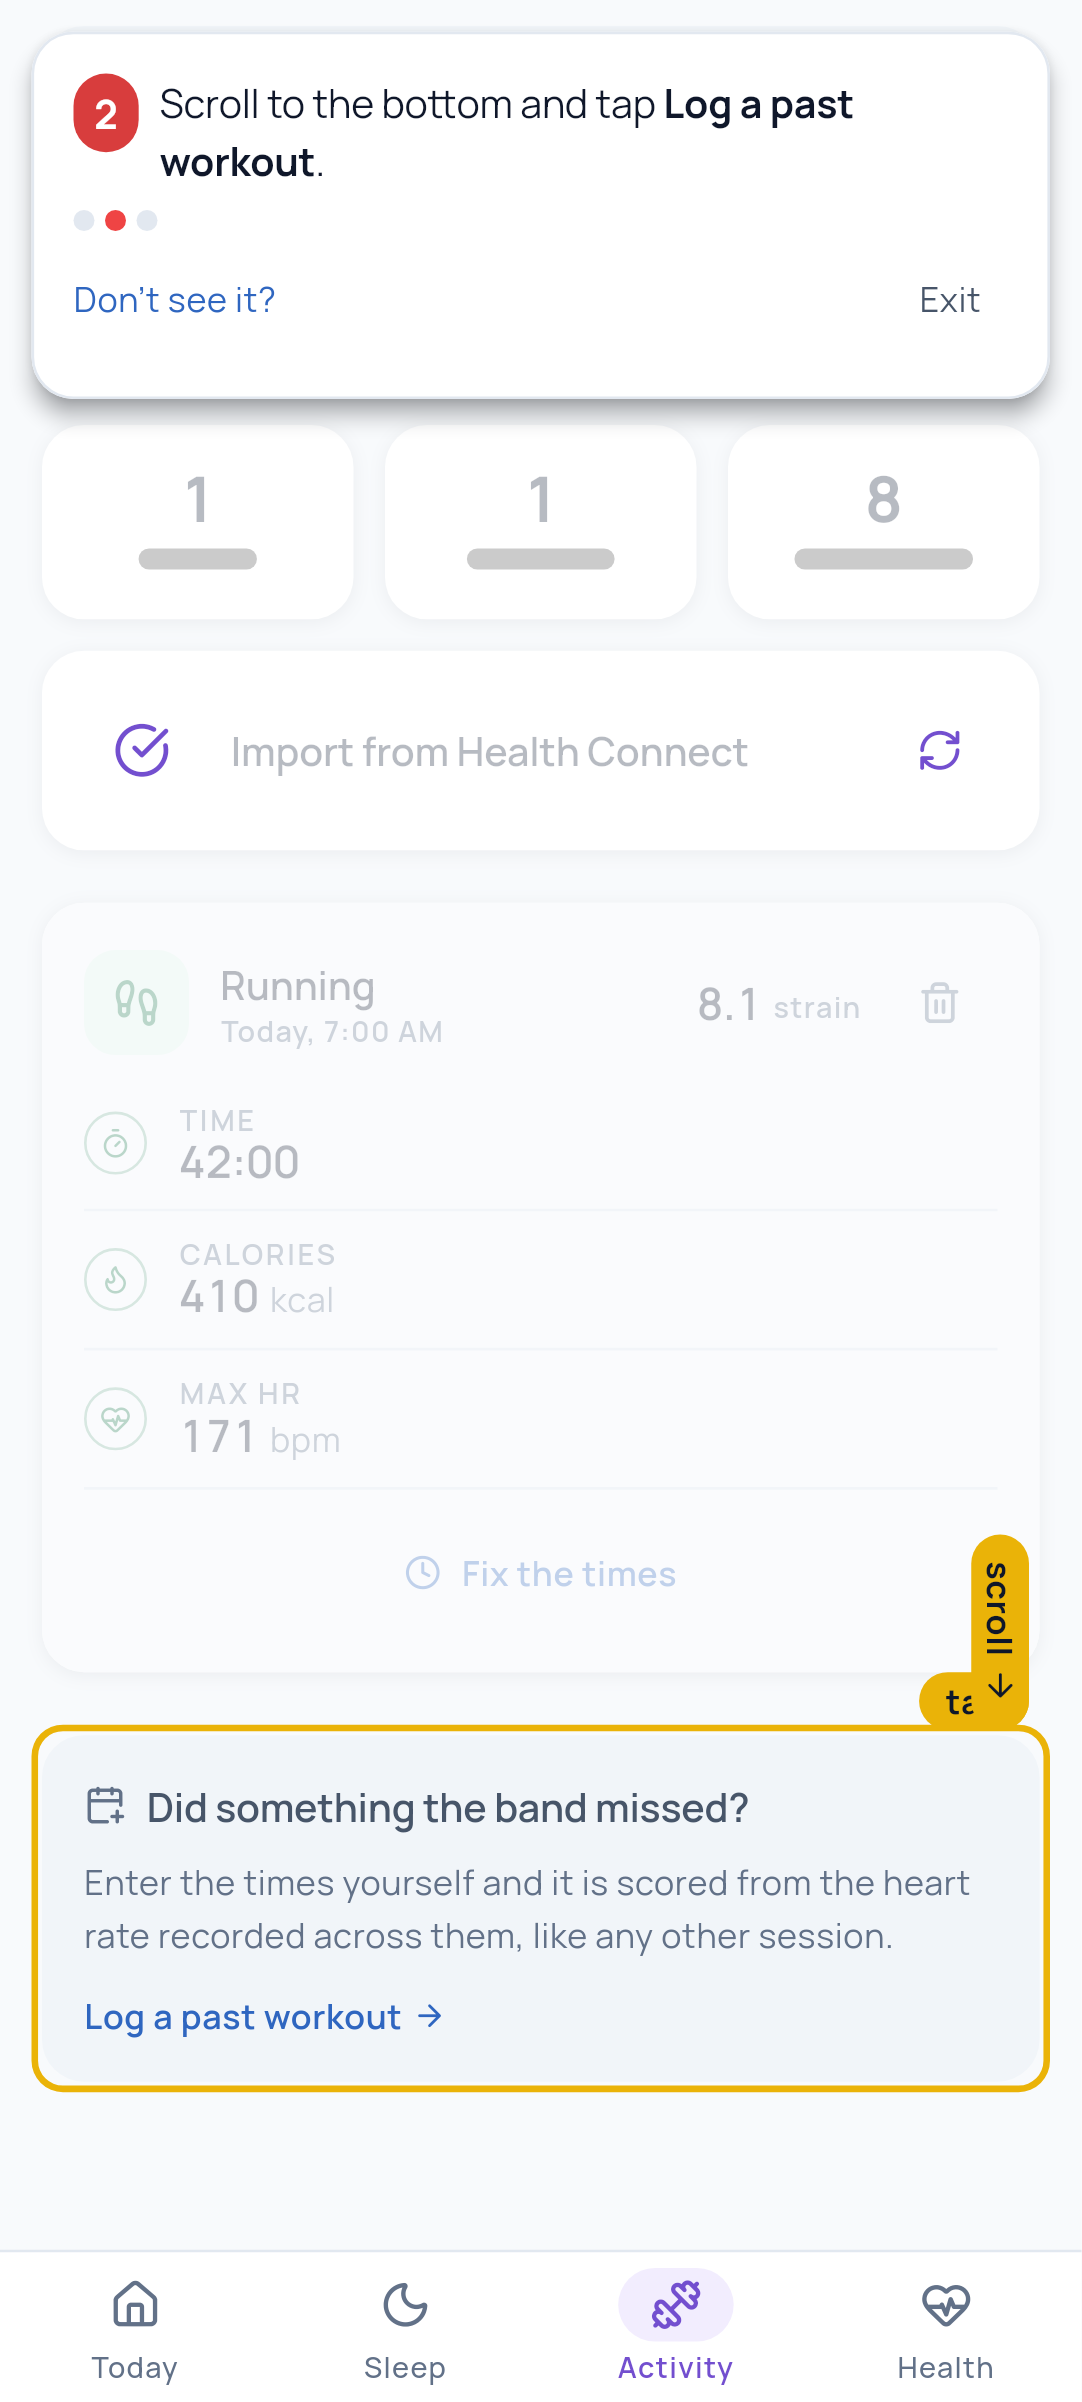 2
Scroll to the bottom and tap Log a past
workout.
Don't see it?
Exit
1
1
8
Import from Health Connect
Running
Today, 7:00 AM
8.1 strain
TIME
42:00
CALORIES
410 kcal
MAX HR
171 bpm
Fix the times
scroll →
Did something the band missed?
Enter the times yourself and it is scored from the heart
rate recorded across them, like any other session.
Log a past workout →
Today
Sleep
Activity
Health